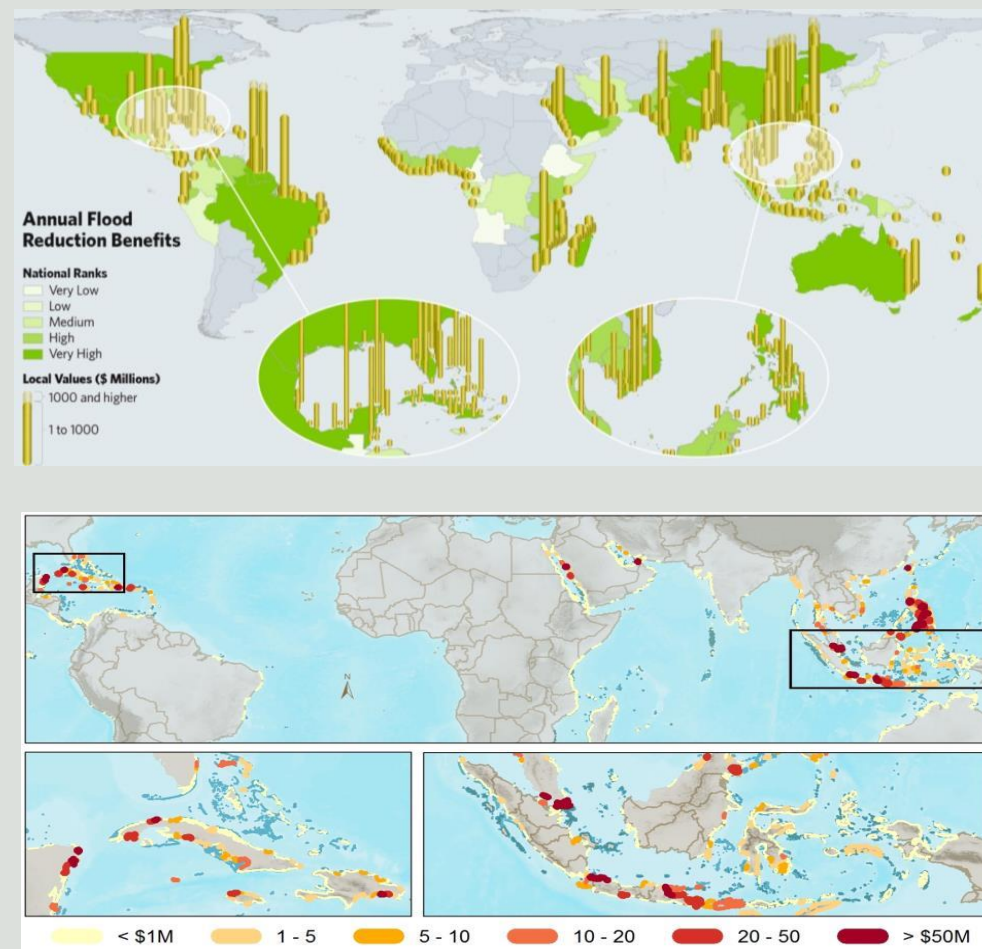 Annual Flood
Reduction Benefits
National Ranks
Very Low
Low
Medium
High
Very High
Local Values ($ Millions)
1000 and higher
1 to 1000
N
< $1M
1 - 5
5 - 10
10 - 20
20 - 50
> $50M